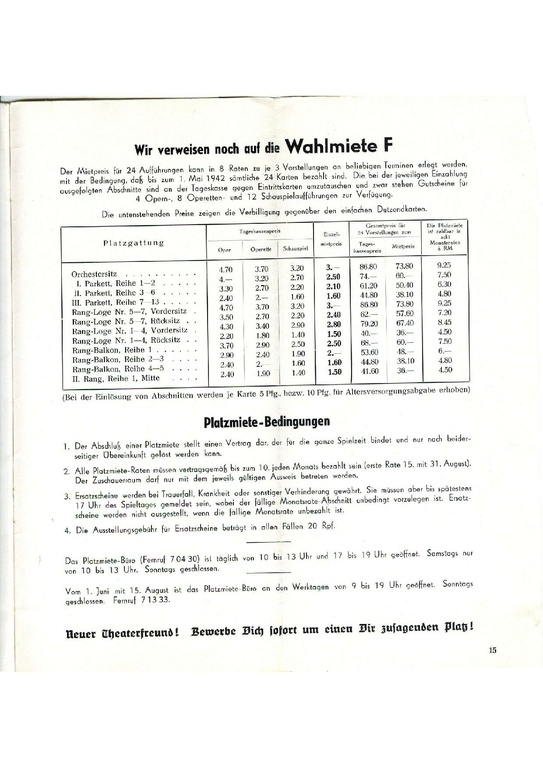 Wir verweisen noch auf die Wahlmiete F
Der Mietpreis für 24 Aufführungen kann in 8 Raten zu je 3 Vorstellungen an beliebigen Terminen erlegt werden,
mit der Bedingung, daß bis zum 1. Mai 1942 sämtliche 24 Karten bezahlt sind. Die bei der jeweiligen Einzahlung
ausgefolgten Abschnitte sind an der Tageskasse gegen Eintrittskarten umzutauschen und zwar stehen Gutscheine für
4 Opern-, 8 Operetten- und 12 Schauspielaufführungen zur Verfügung.
Die untenstehenden Preise zeigen die Verbilligung gegenüber den einfachen
Platzgattung
Tageskassenpreis
Oper Operette Schauspiel
Einzel-
mietpreis
Gesamtpreis für
24 Vorstellungen zum
Tages-
kassenpreis Mietpreis
Die Platzmiete
ist zahlbar in
acht
Monatsraten
à RM
Orchestersitz . . . . . . . . . 4.70 3.70 3.20 3.— 86.80 73.80 9.25
I. Parkett, Reihe 1—2 . . . . . 4.— 3.20 2.70 2.50 74.— 60.— 7.50
II. Parkett, Reihe 3—6 . . . . . 3.30 2.70 2.20 2.10 61.20 50.40 6.30
III. Parkett, Reihe 7—13 . . . . . 2.40 2.— 1.60 1.60 44.80 38.10 4.80
Rang-Loge Nr. 5—7, Vordersitz . 4.70 3.70 3.20 3.— 86.80 73.80 9.25
Rang-Loge Nr. 5—7, Rücksitz . . 3.50 2.70 2.20 2.40 62.— 57.60 7.20
Rang-Loge Nr. 1—4, Vordersitz . 4.30 3.40 2.90 2.80 79.20 67.40 8.45
Rang-Loge Nr. 1—4, Rücksitz . . 2.20 1.80 1.40 1.50 40.— 36.— 4.50
Rang-Balkon, Reihe 1 . . . . . 3.70 2.90 2.50 2.50 68.— 60.— 7.50
Rang-Balkon, Reihe 2—3 . . . . 2.90 2.40 1.90 2.— 53.60 48.— 6.—
Rang-Balkon, Reihe 4—5 . . . . 2.40 2.— 1.60 1.60 44.80 38.10 4.80
II. Rang, Reihe 1, Mitte . . . . 2.40 1.90 1.40 1.50 41.60 36.— 4.50
(Bei der Einlösung von Abschnitten werden je Karte 5 Pfg., bezw. 10 Pfg. für Altersversorgungsabgabe erhoben)
Platzmiete-Bedingungen
1. Der Abschluß einer Platzmiete stellt einen Vertrag dar, der für die ganze Spielzeit bindet und nur nach beider-
seitiger Übereinkunft gelöst werden kann.
2. Alle Platzmiete-Raten müssen vertragsgemäß bis zum 10. jeden Monats bezahlt sein (erste Rate 15. mit 31. August).
Der Zuschauerraum darf nur mit dem jeweils gültigen Ausweis betreten werden.
3. Ersatzscheine werden bei Trauerfall, Krankheit oder sonstiger Verhinderung gewährt. Sie müssen aber bis spätestens
17 Uhr des Spieltages gemeldet sein, wobei der fällige Monatsrate-Abschnitt unbedingt vorzulegen ist. Ersatz-
scheine werden nicht ausgestellt, wenn die fällige Monatsrate unbezahlt ist.
4. Die Ausstellungsgebühr für Ersatzscheine beträgt in allen Fällen 20 Rpf.
Das Platzmiete-Büro (Fernruf 7 04 30) ist täglich von 10 bis 13 Uhr und 17 bis 19 Uhr geöffnet. Samstags nur
von 10 bis 13 Uhr. Sonntags geschlossen.
Vom 1. Juni mit 15. August ist das Platzmiete-Büro an den Werktagen von 9 bis 19 Uhr geöffnet. Sonntags
geschlossen. Fernruf 7 13 33.
Neuer Theaterfreund! Bewerbe Dich sofort um einen Dir zusagenden Platz!
15